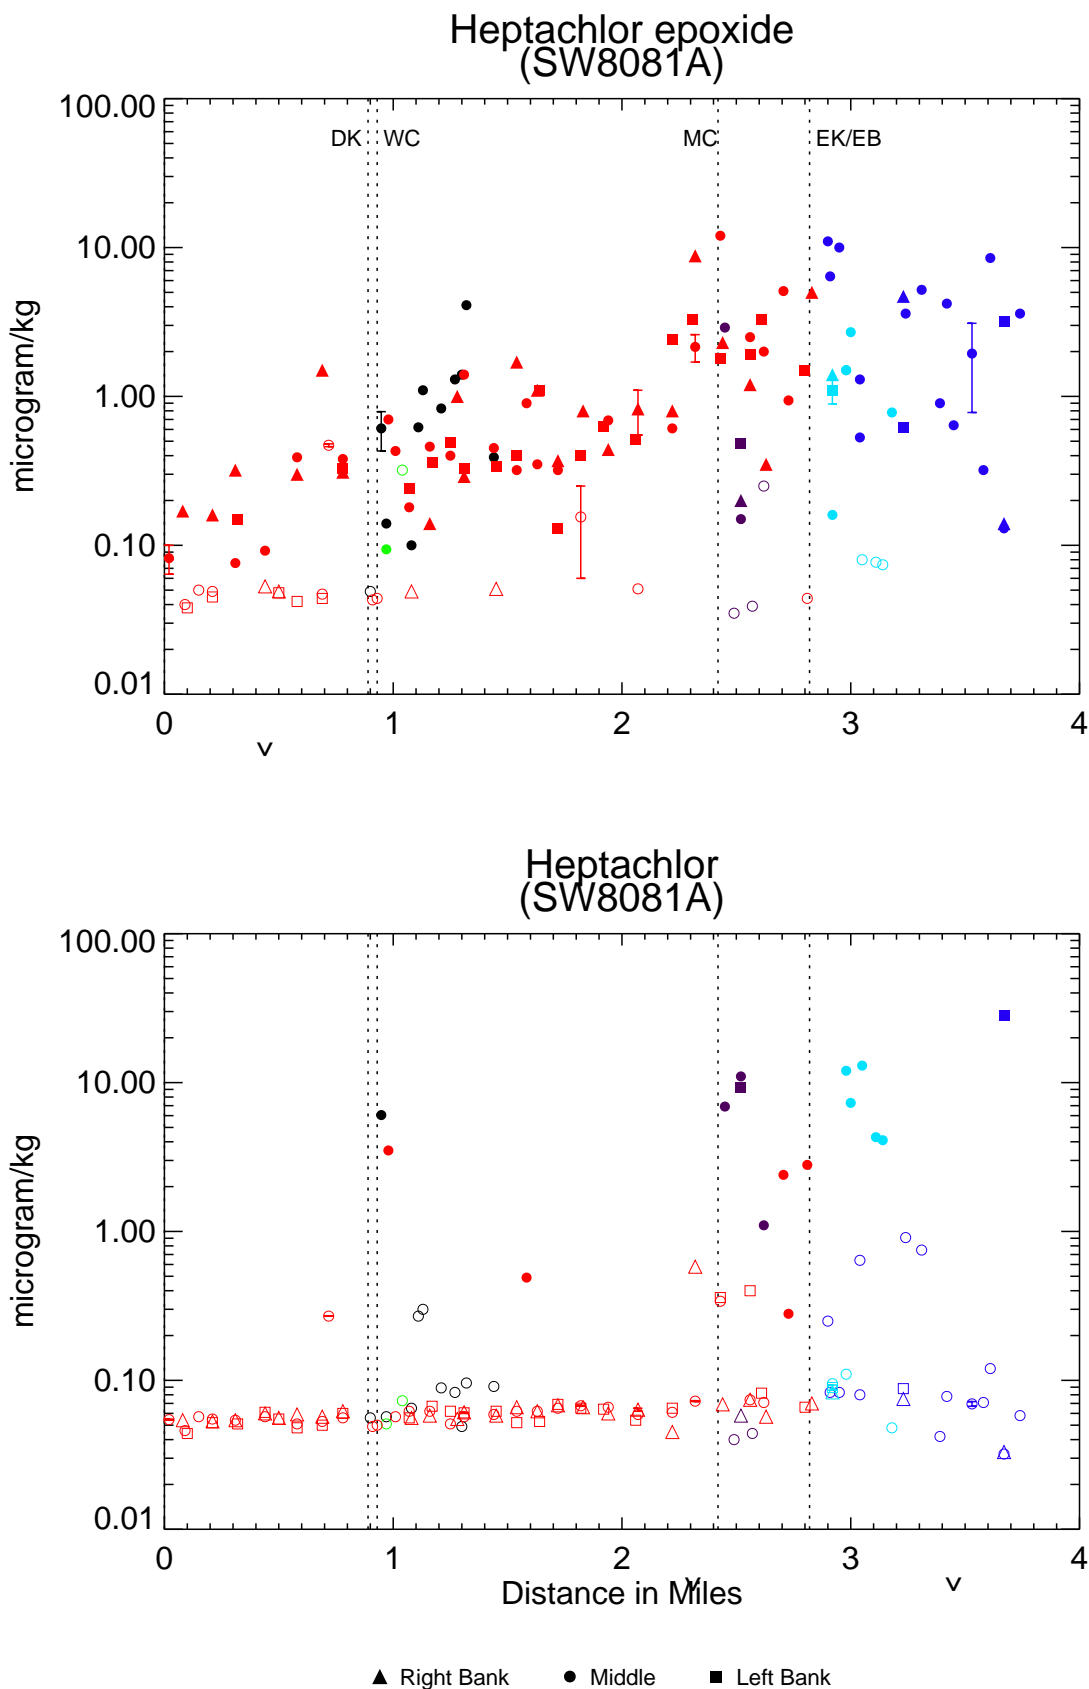 Heptachlor epoxide
(SW8081A)
100.00
DK WC MC EK/EB
10.00
microgram/kg
1.00
0.10
0.01
0 1 2 3 4
v
Heptachlor
(SW8081A)
100.00
10.00
microgram/kg
1.00
0.10
0.01
0 1 2 3 4
Distance in Miles
v v
Right Bank Middle Left Bank